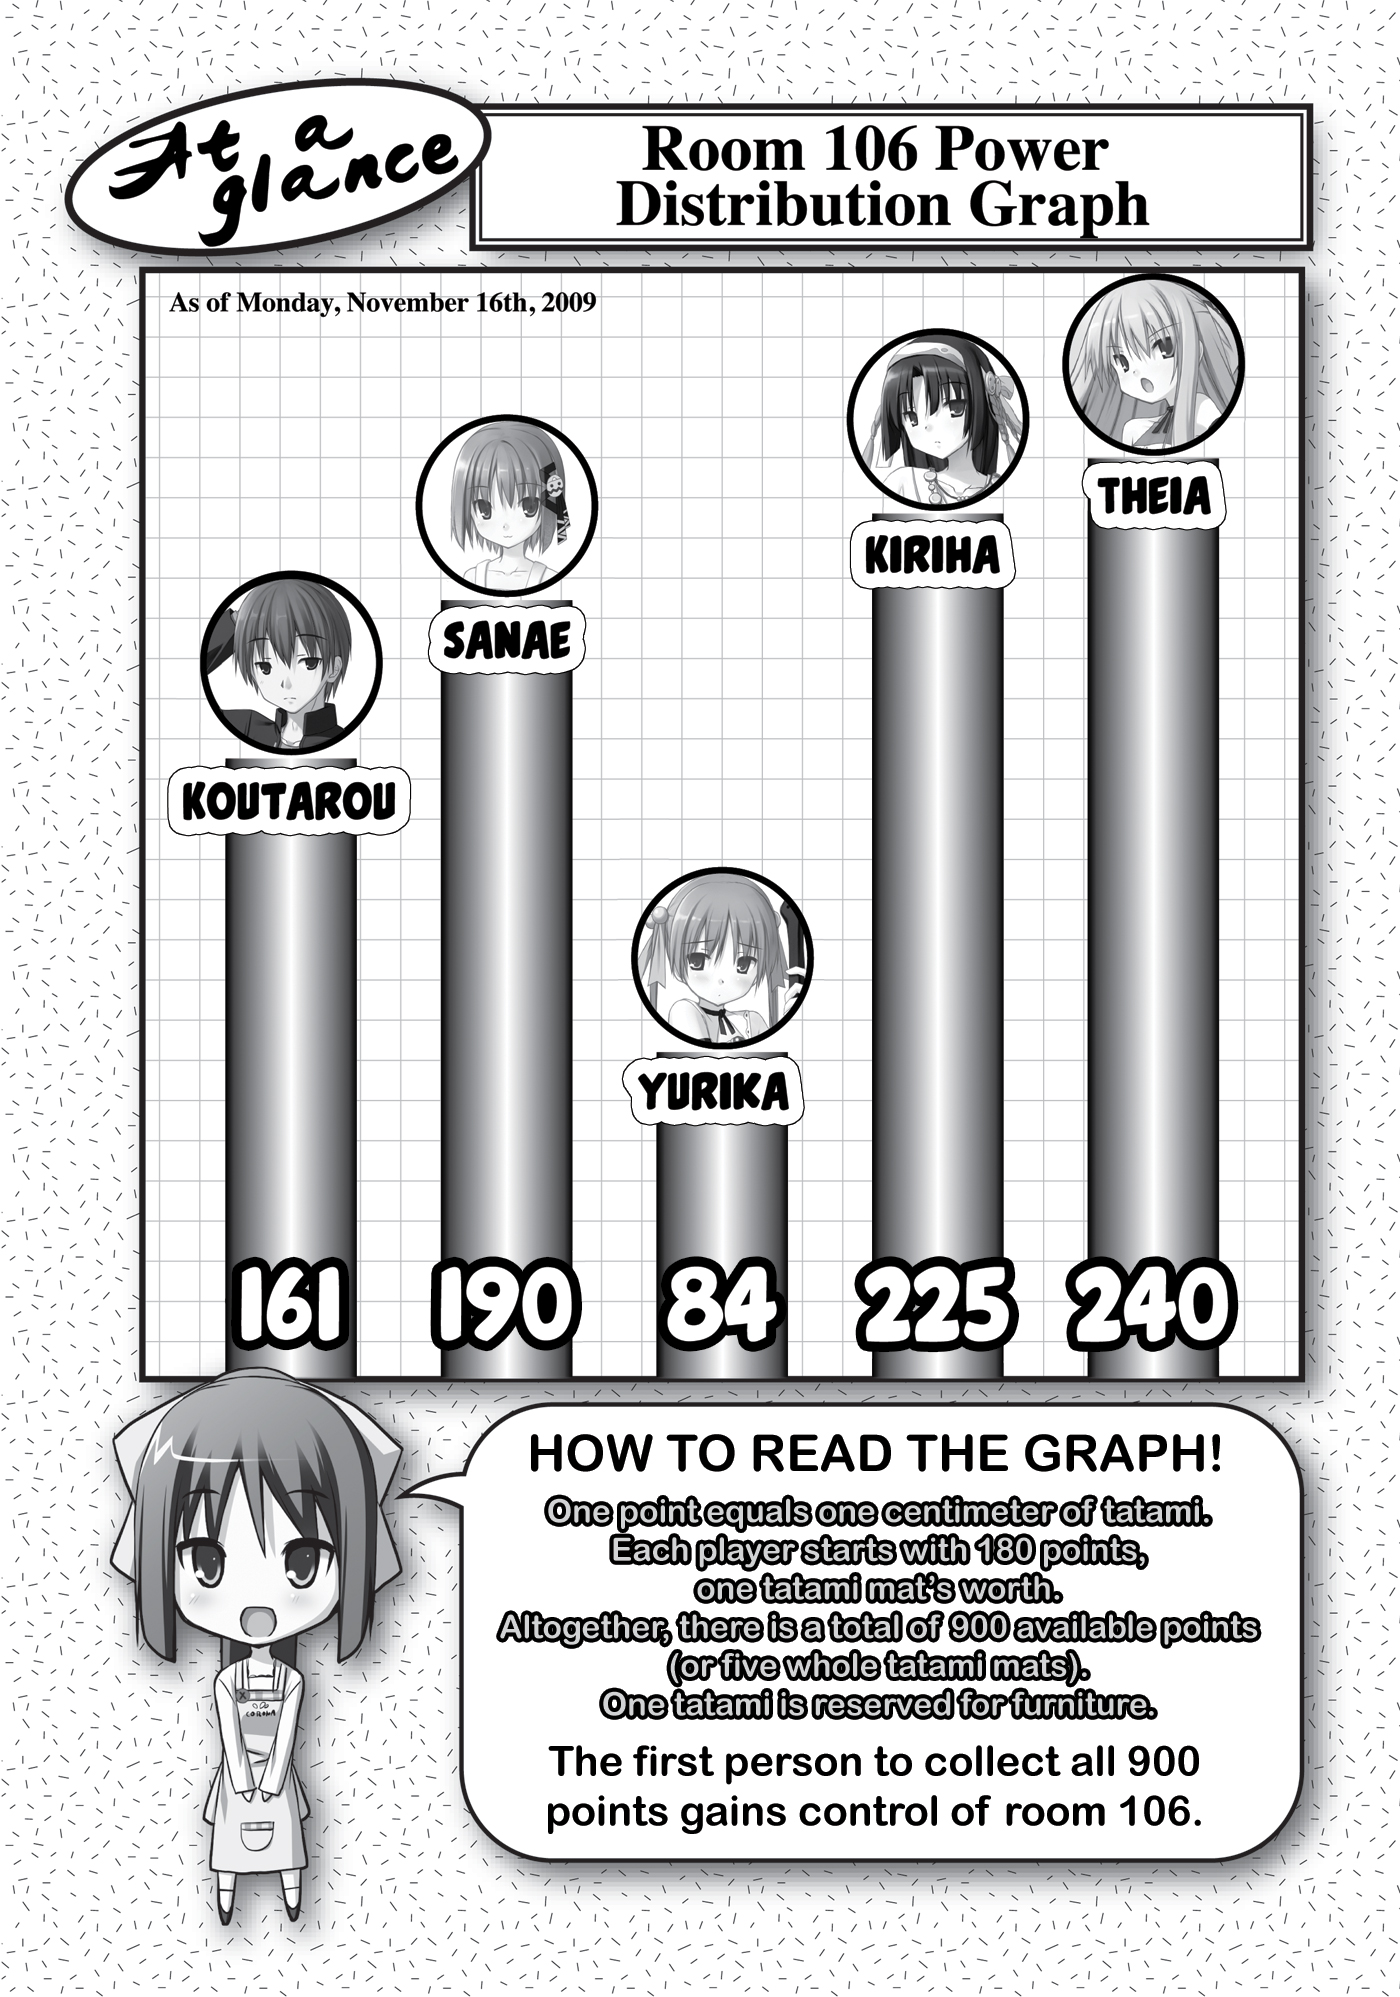 At a
glance
Room 106 Power
Distribution Graph
As of Monday, November 16th, 2009
THEIA
KIRIHA
SANAE
KOUTAROU
YURIKA
161 190 84 225 240
HOW TO READ THE GRAPH!
One point equals one centimeter of tatami.
Each player starts with 180 points,
one tatami mat's worth.
Altogether, there is a total of 900 available points
(or five whole tatami mats).
One tatami is reserved for furniture.
The first person to collect all 900
points gains control of room 106.
CORONA